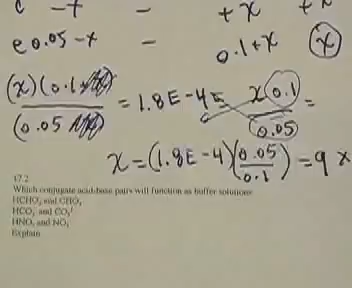 c -x - +x +x
e 0.05-x - 0.1+x x
(x)(0.1 = 1.8E-4 x 0.1 =
(0.05 0.05
x = (1.8E-4)(0.05/0.1) = 9 x
17.2
Which conjugate acid-base pairs will function as buffer solutions
HCHO₂ and CHO₂
HCO₃ and CO₃
HNO₃ and NO₃
Explain